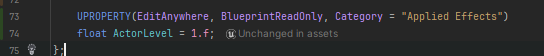 73 UPROPERTY(EditAnywhere, BlueprintReadOnly, Category = "Applied Effects")
74 float ActorLevel = 1.f; Unchanged in assets
75 };